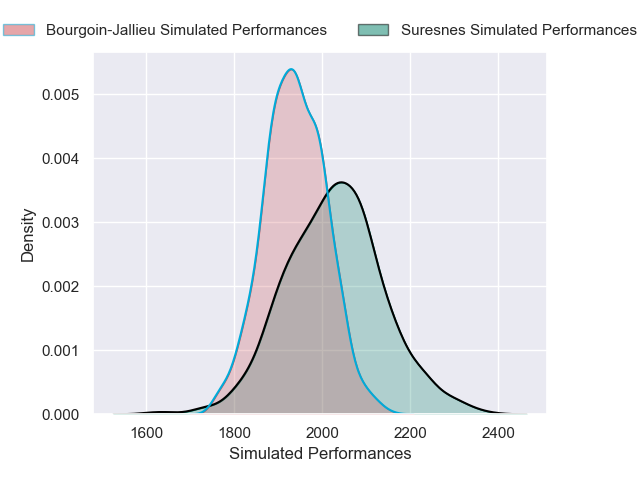 Bourgoin-Jallieu Simulated Performances Suresnes Simulated Performances
0.005
0.004
0.003
0.002
0.001
0.000
Density
1600 1800 2000 2200 2400
Simulated Performances